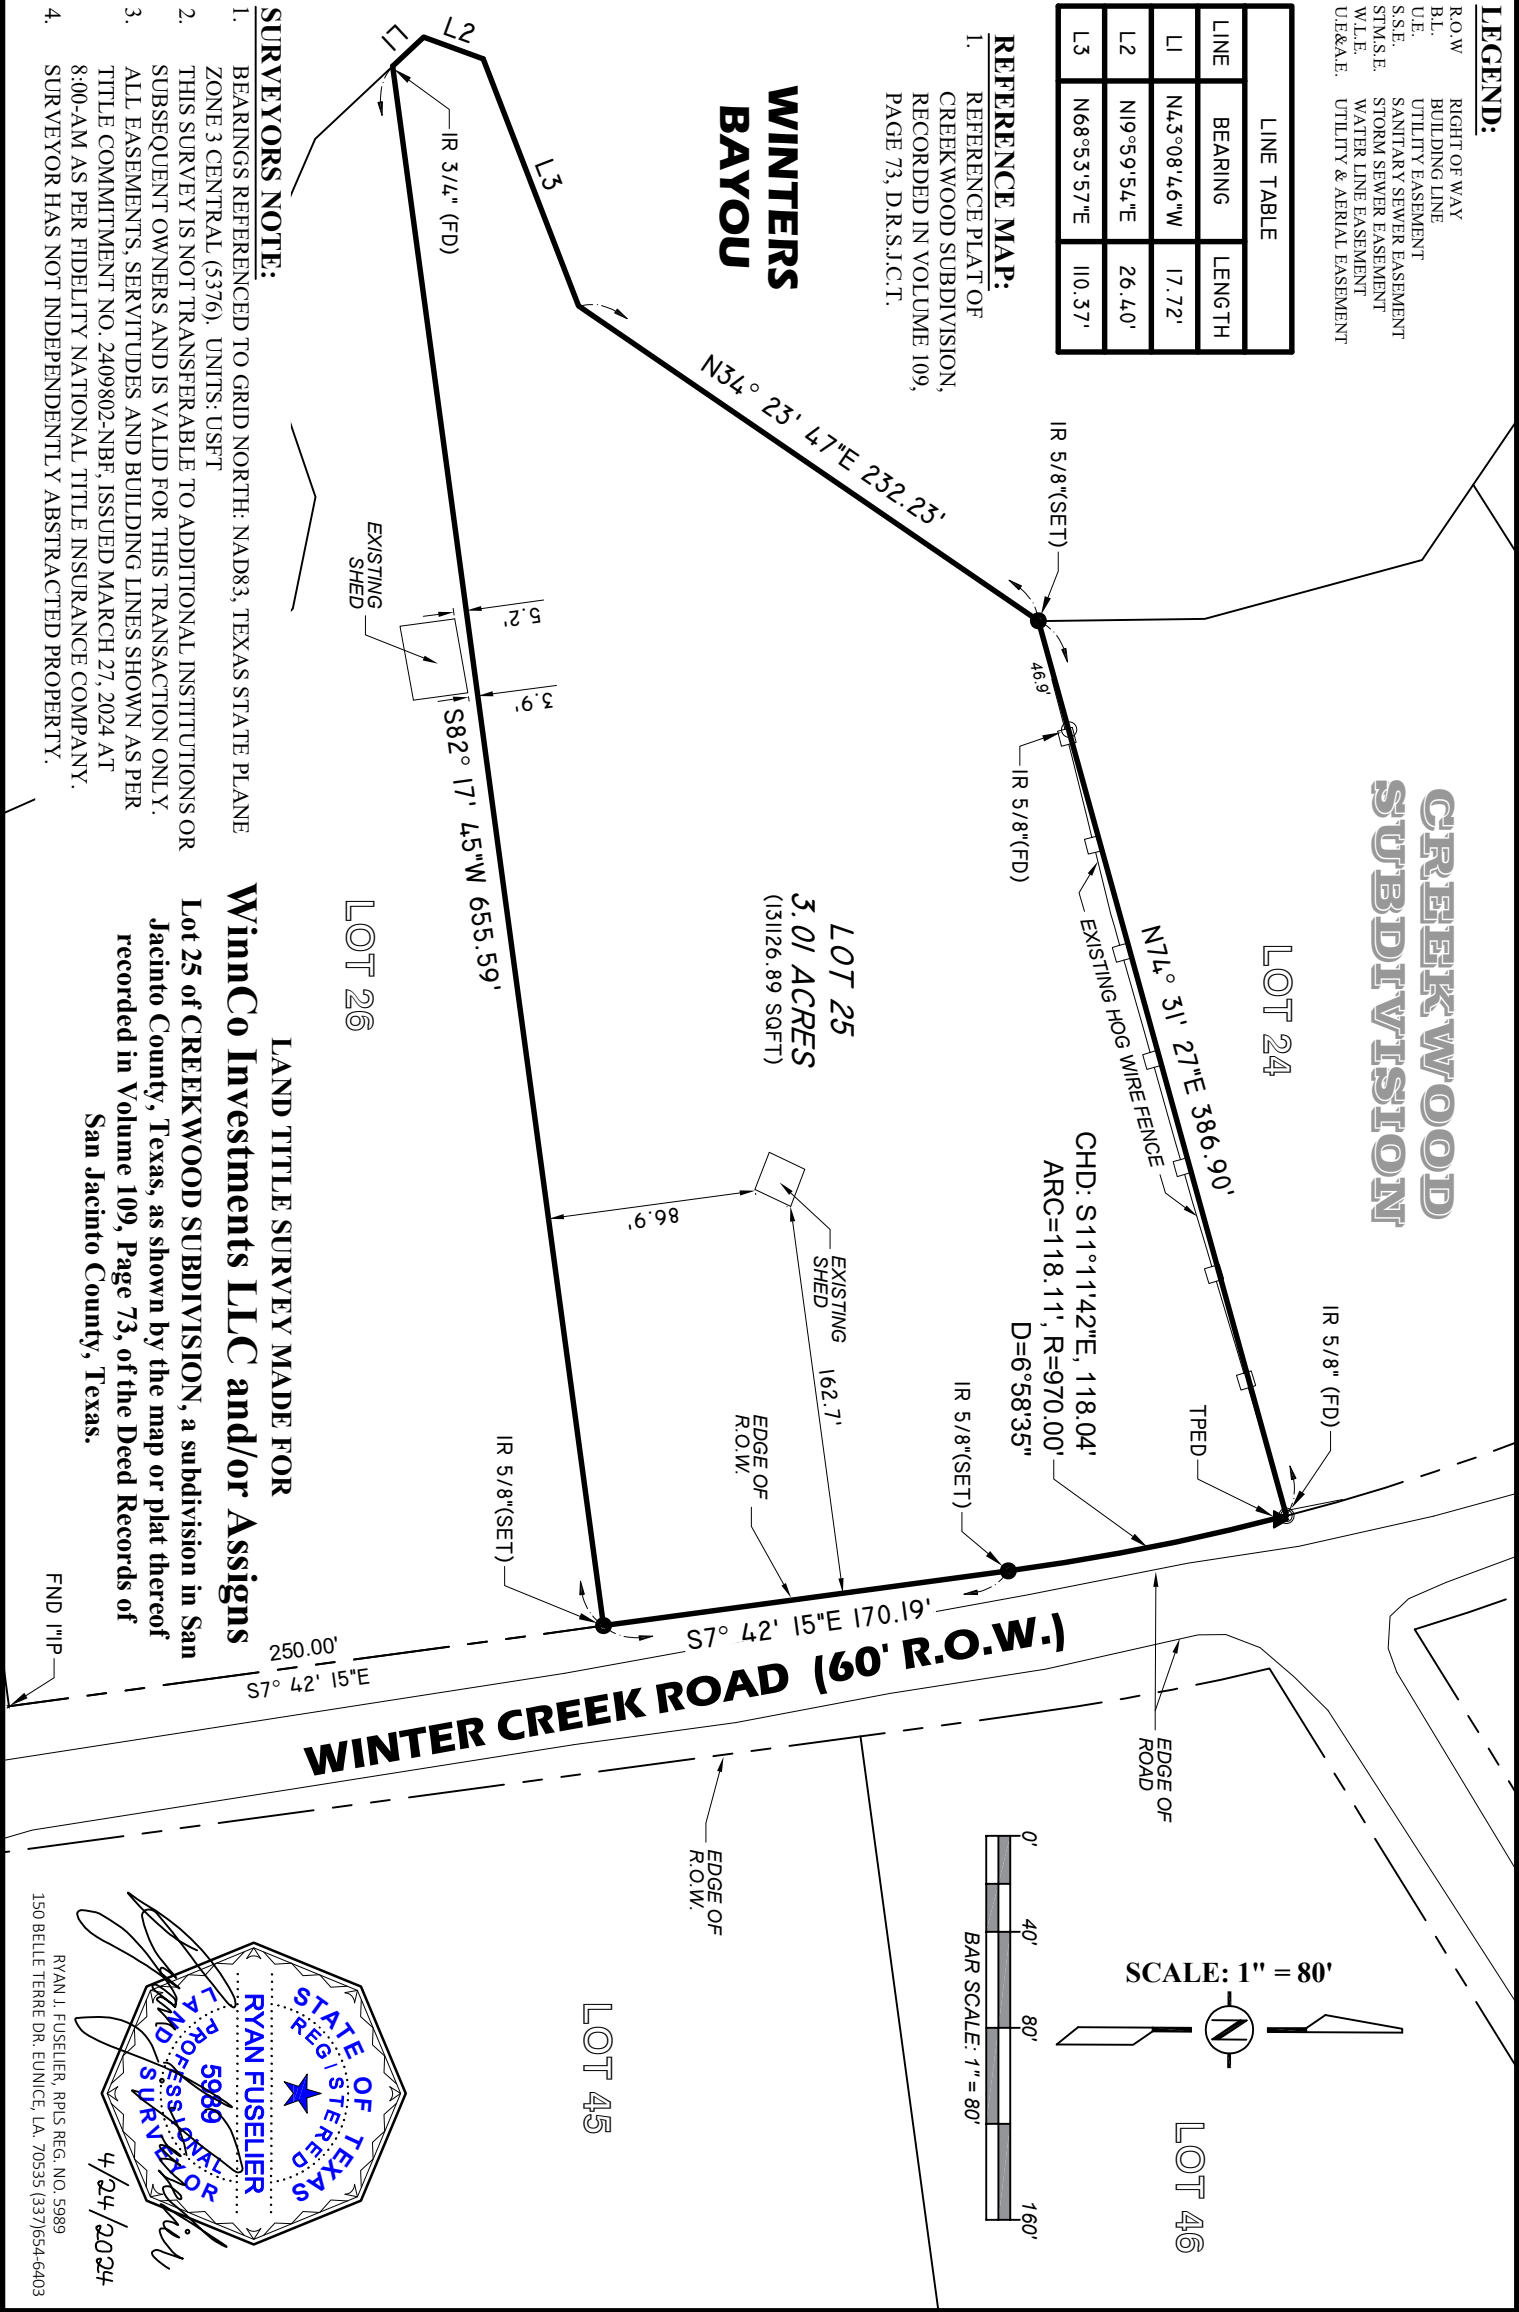 LEGEND:
R.O.W RIGHT OF WAY
B.L. BUILDING LINE
U.E. UTILITY EASEMENT
S.S.E. SANITARY SEWER EASEMENT
STM.S.E. STORM SEWER EASEMENT
W.L.E. WATER LINE EASEMENT
U.E&A.E. UTILITY & AERIAL EASEMENT
LINE TABLE
LINE BEARING LENGTH
L1 N43°08'46"W 17.72'
L2 N19°59'54"E 26.40'
L3 N68°53'57"E 110.37'
REFERENCE MAP:
1. REFERENCE PLAT OF
CREEKWOOD SUBDIVISION,
RECORDED IN VOLUME 109,
PAGE 73, D.R.S.J.C.T.
WINTERS
BAYOU
CREEKWOOD
SUBDIVISION
LOT 24
IR 5/8"(SET)
46.9'
IR 5/8"(FD)
N74° 31' 27"E 386.90'
EXISTING HOG WIRE FENCE
IR 5/8" (FD)
TPED
CHD: S11°11'42"E, 118.04'
ARC=118.11', R=970.00'
D=6°58'35"
IR 5/8"(SET)
N34° 23' 47"E 232.23'
L3
L2
L1
IR 3/4" (FD)
LOT 25
3.01 ACRES
(131126.89 SQFT)
EXISTING
SHED
162.7'
86.9'
EDGE OF
R.O.W.
5.2'
3.9'
EXISTING
SHED
S82° 17' 45"W 655.59'
IR 5/8"(SET)
S7° 42' 15"E 170.19'
WINTER CREEK ROAD (60' R.O.W.)
250.00'
S7° 42' 15"E
FND 1"IP
EDGE OF
ROAD
EDGE OF
R.O.W.
LOT 26
LOT 45
LOT 46
SCALE: 1" = 80'
N
0' 40' 80' 160'
BAR SCALE: 1" = 80'
SURVEYORS NOTE:
1. BEARINGS REFERENCED TO GRID NORTH: NAD83, TEXAS STATE PLANE
ZONE 3 CENTRAL (5376). UNITS: USFT
2. THIS SURVEY IS NOT TRANSFERABLE TO ADDITIONAL INSTITUTIONS OR
SUBSEQUENT OWNERS AND IS VALID FOR THIS TRANSACTION ONLY.
3. ALL EASEMENTS, SERVITUDES AND BUILDING LINES SHOWN AS PER
TITLE COMMITMENT NO. 2409802-NBF, ISSUED MARCH 27, 2024 AT
8:00-AM AS PER FIDELITY NATIONAL TITLE INSURANCE COMPANY.
4. SURVEYOR HAS NOT INDEPENDENTLY ABSTRACTED PROPERTY.
LAND TITLE SURVEY MADE FOR
WinnCo Investments LLC and/or Assigns
Lot 25 of CREEKWOOD SUBDIVISION, a subdivision in San
Jacinto County, Texas, as shown by the map or plat thereof
recorded in Volume 109, Page 73, of the Deed Records of
San Jacinto County, Texas.
STATE OF TEXAS
REGISTERED
RYAN FUSELIER
5989
PROFESSIONAL
LAND SURVEYOR
4/24/2024
RYAN J. FUSELIER, RPLS REG. NO. 5989
150 BELLE TERRE DR. EUNICE, LA. 70535 (337)654-6403